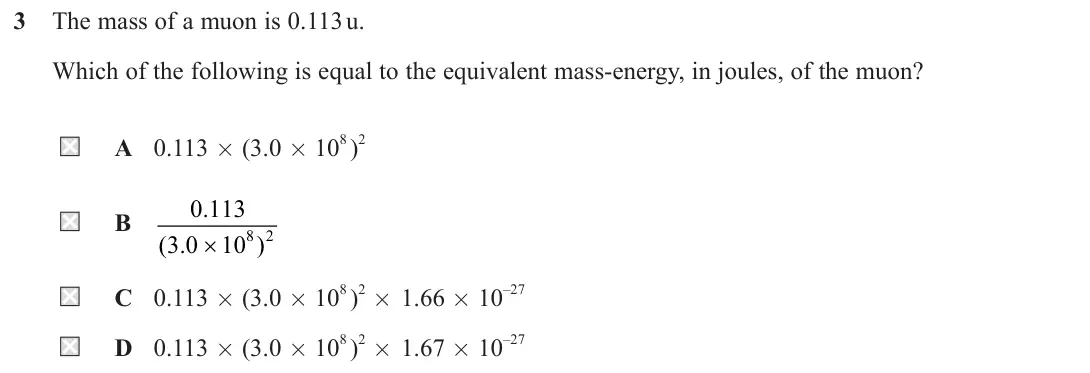 3 The mass of a muon is 0.113 u.
Which of the following is equal to the equivalent mass-energy, in joules, of the muon?
A 0.113 × (3.0 × 10⁸)²
B 0.113
(3.0 × 10⁸)²
C 0.113 × (3.0 × 10⁸)² × 1.66 × 10⁻²⁷
D 0.113 × (3.0 × 10⁸)² × 1.67 × 10⁻²⁷